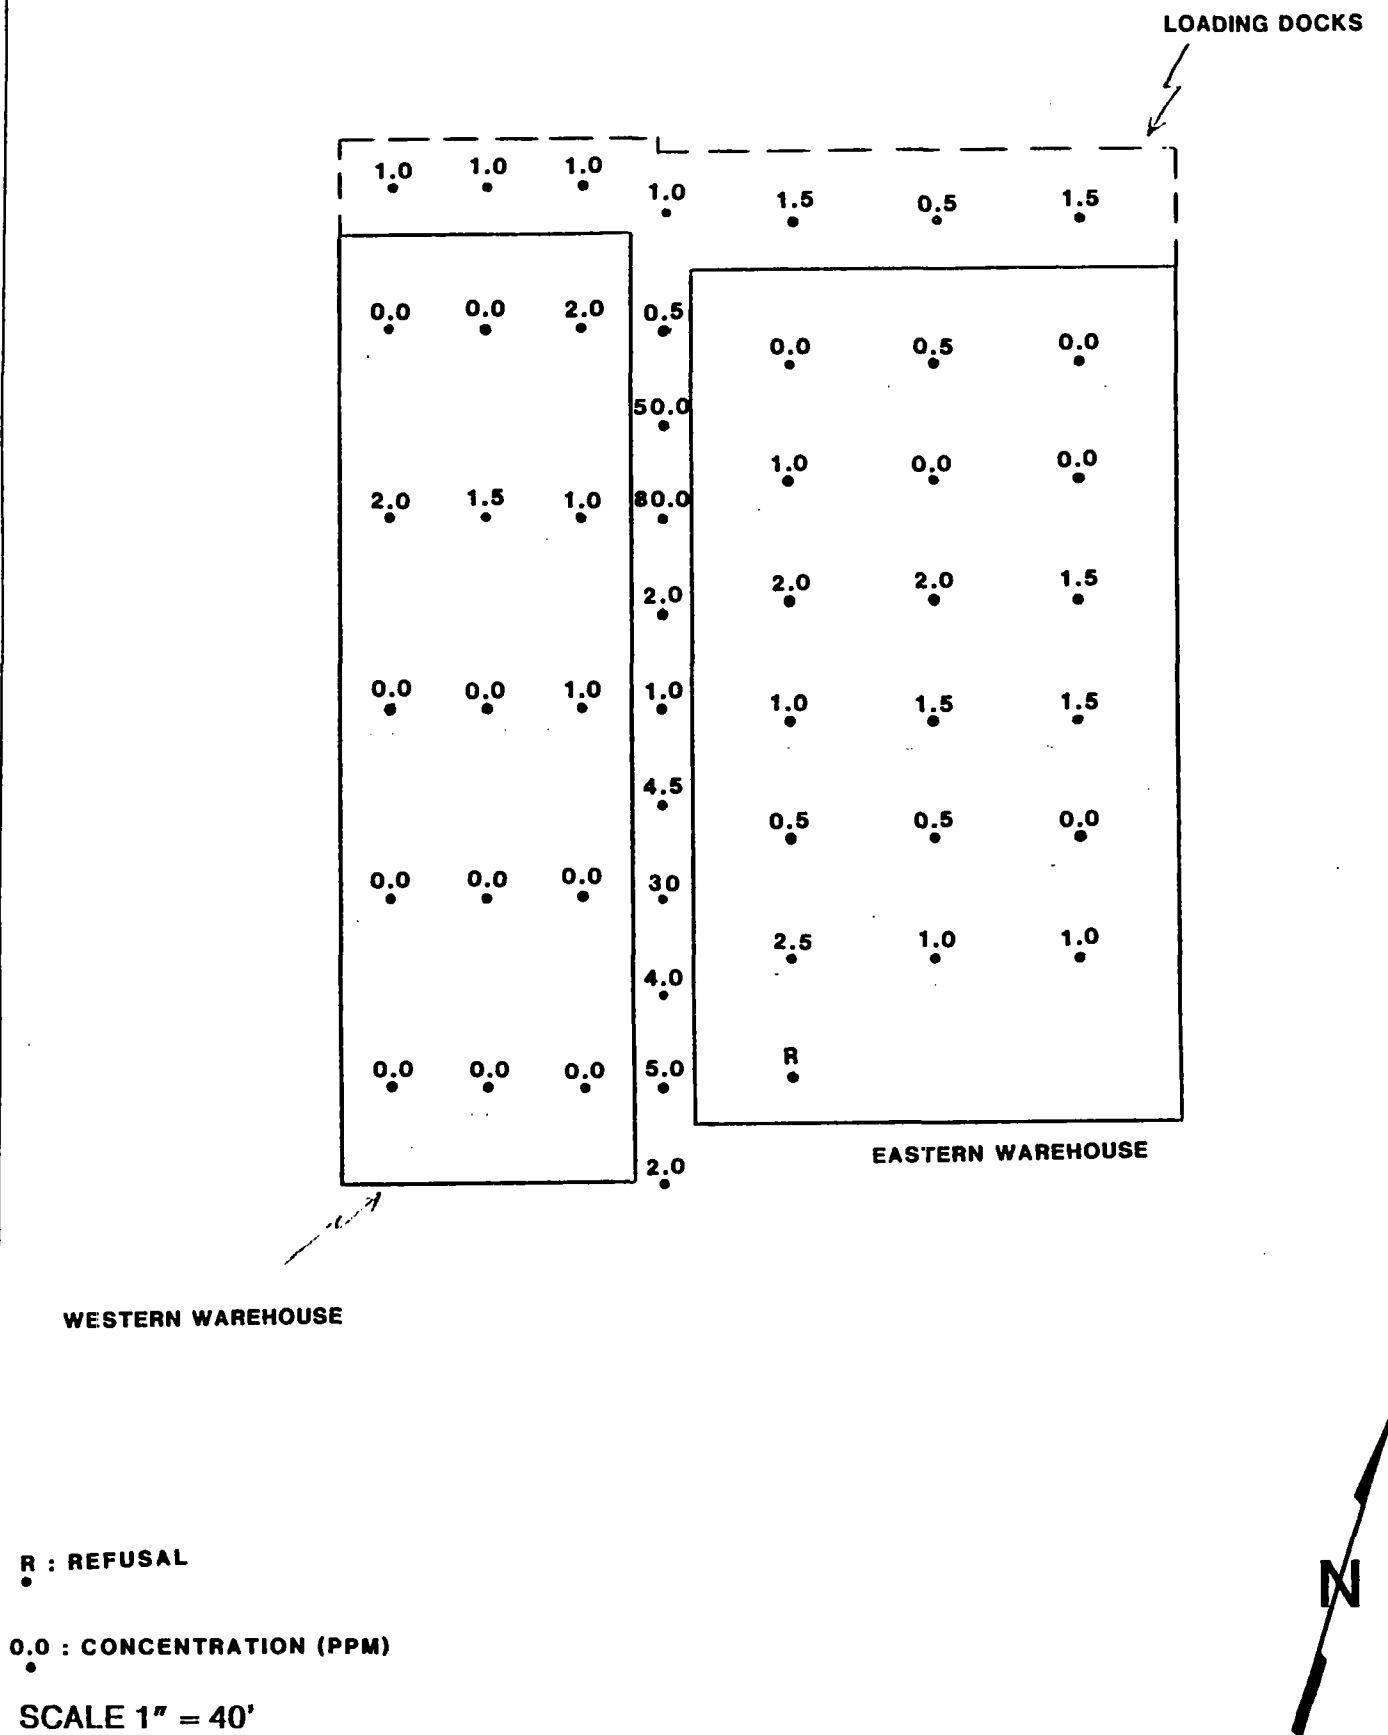 LOADING DOCKS
1.0 1.0 1.0
1.0 1.5 0.5 1.5
0.0 0.0 2.0 0.5
0.0 0.5 0.0
50.0
1.0 0.0 0.0
2.0 1.5 1.0 80.0
2.0 2.0 2.0 1.5
0.0 0.0 1.0 1.0
1.0 1.5 1.5
4.5
0.5 0.5 0.0
0.0 0.0 0.0 30
2.5 1.0 1.0
4.0
R
0.0 0.0 0.0 5.0
EASTERN WAREHOUSE
2.0
WESTERN WAREHOUSE
R : REFUSAL
N
0.0 : CONCENTRATION (PPM)
SCALE 1" = 40'